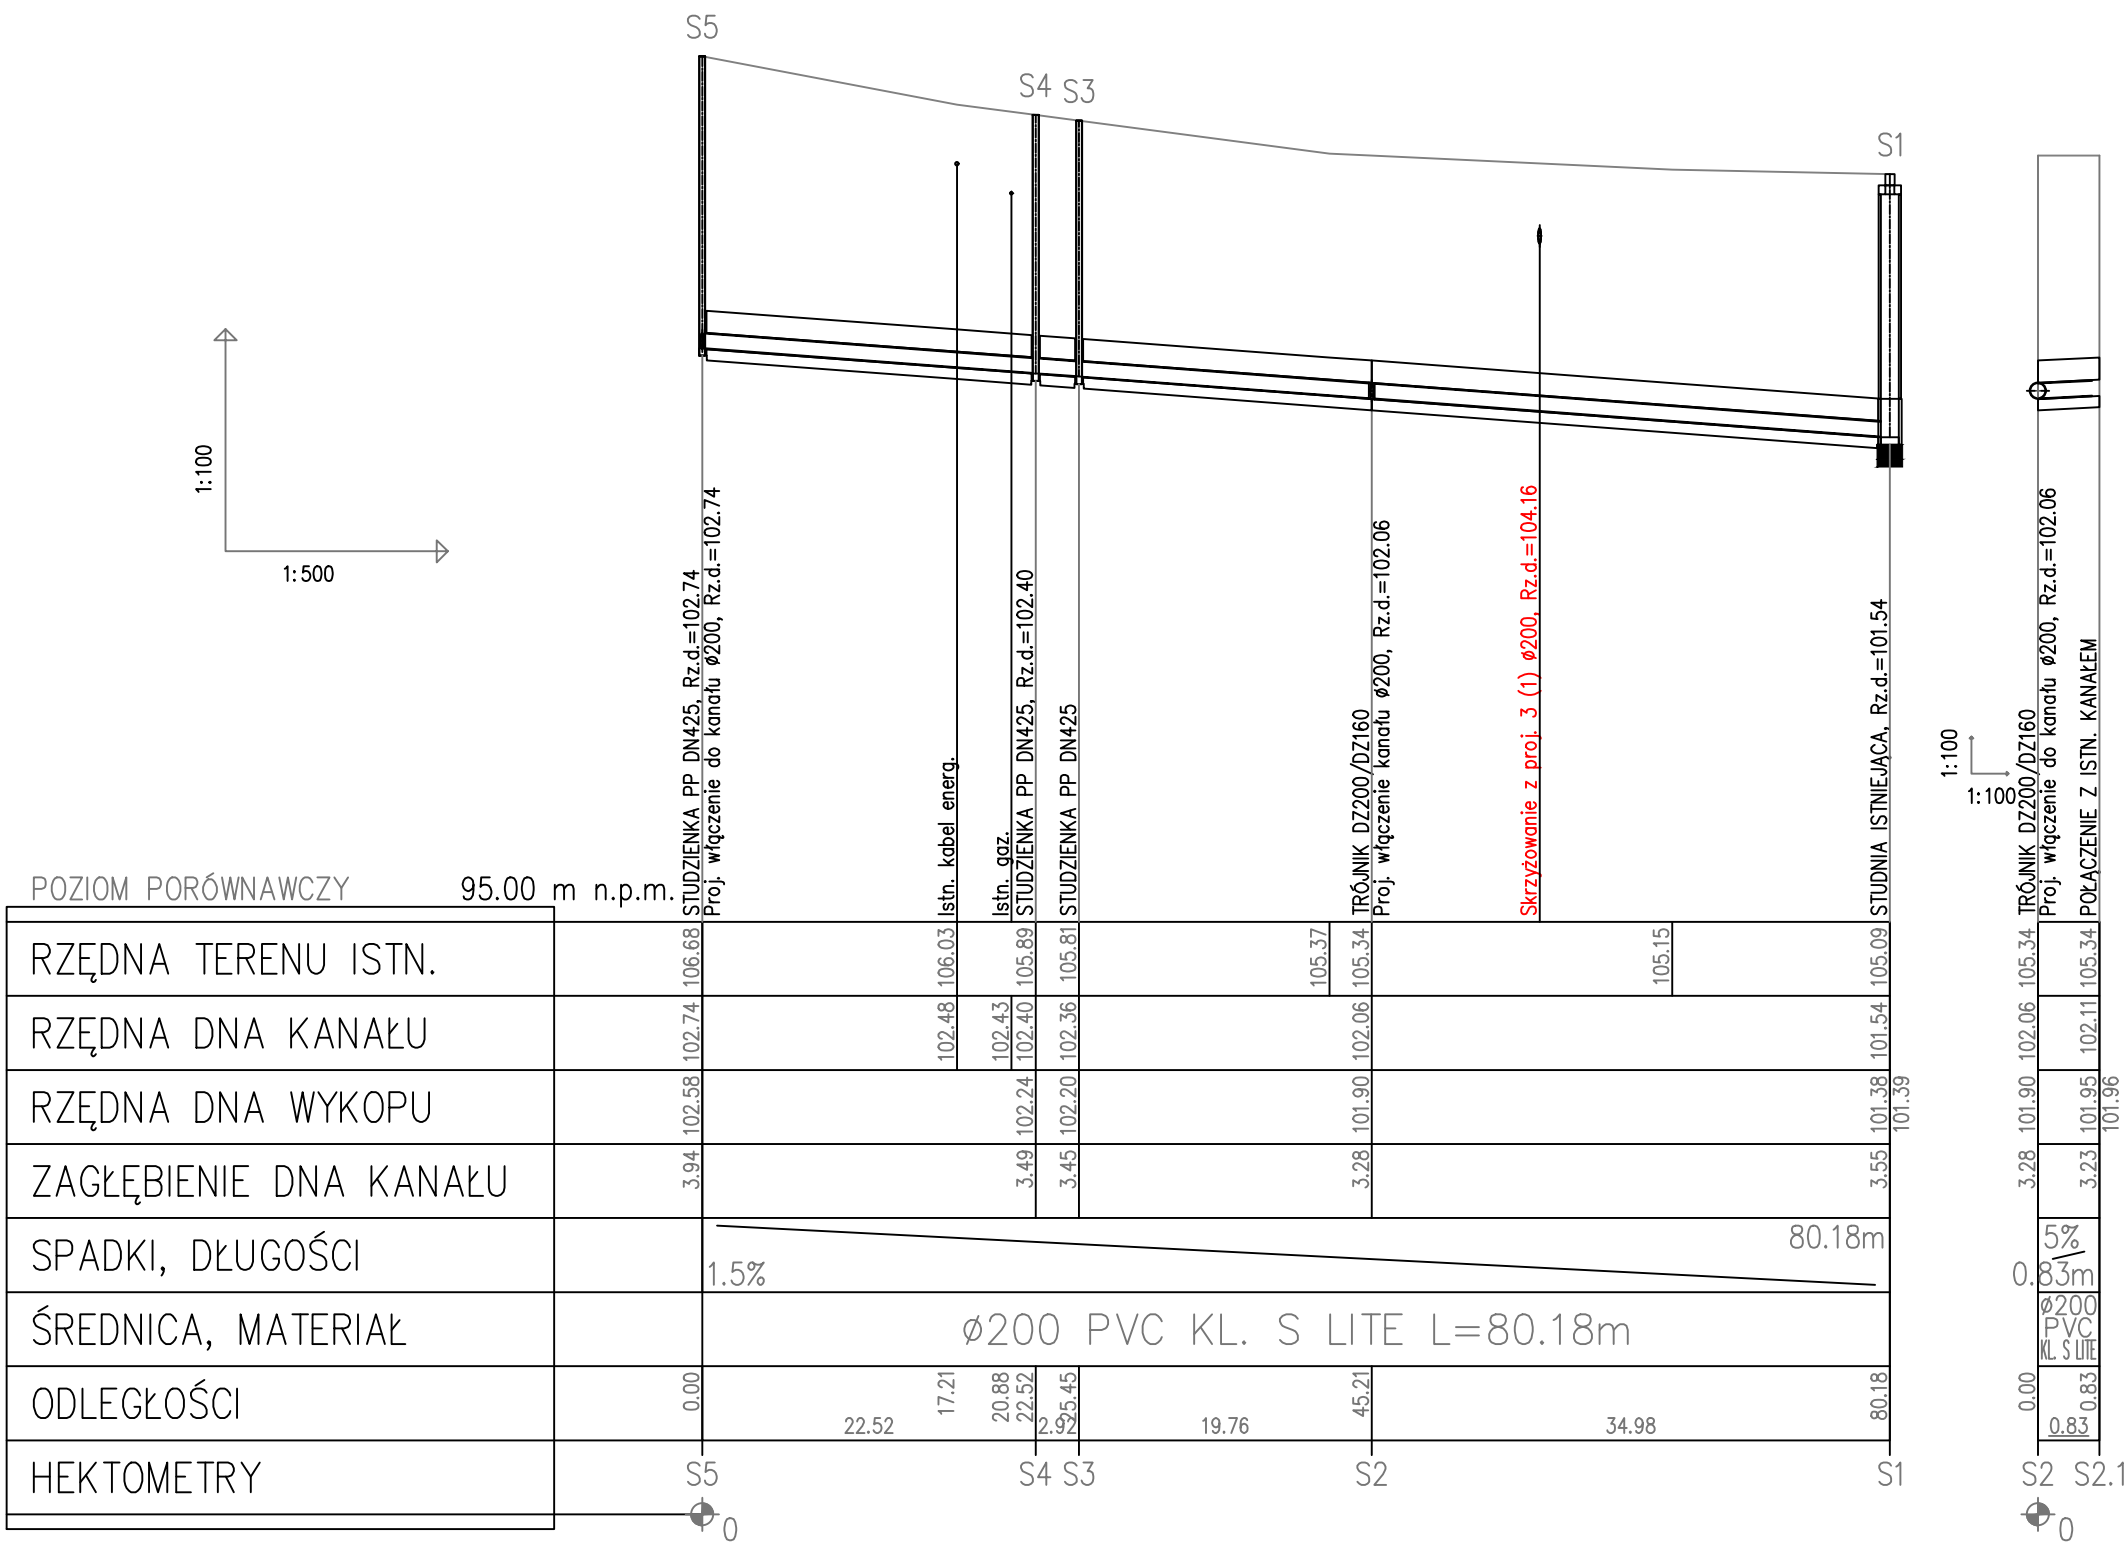 S5
S4
S3
S1
1:100
1:500
1:100
1:100
STUDZIENKA PP DN425, Rz.d.=102.74
Proj. włączenie do kanału ø200, Rz.d.=102.74
Istn. kabel energ.
Istn. gaz.
STUDZIENKA PP DN425, Rz.d.=102.40
STUDZIENKA PP DN425
TRÓJNIK DZ200/DZ160
Proj. włączenie kanału ø200, Rz.d.=102.06
Skrzyżowanie z proj. 3 (1) ø200, Rz.d.=104.16
STUDNIA ISTNIEJĄCA, Rz.d.=101.54
TRÓJNIK DZ200/DZ160
Proj. włączenie do kanału ø200, Rz.d.=102.06
POŁĄCZENIE Z ISTN. KANAŁEM
POZIOM PORÓWNAWCZY 95.00 m n.p.m.
RZĘDNA TERENU ISTN. 106.68 106.03 105.89 105.81 105.37 105.34 105.15 105.09 105.34 105.34
RZĘDNA DNA KANAŁU 102.74 102.48 102.43 102.40 102.36 102.06 101.54 102.06 102.11
RZĘDNA DNA WYKOPU 102.58 102.24 102.20 101.90 101.38 101.39 101.90 101.95 101.96
ZAGŁĘBIENIE DNA KANAŁU 3.94 3.49 3.45 3.28 3.55 3.28 3.23
SPADKI, DŁUGOŚCI 1.5% 80.18m 5% 0.83m
ŚREDNICA, MATERIAŁ ø200 PVC KL. S LITE L=80.18m
ø200
PVC
KL. S LITE
ODLEGŁOŚCI 0.00 17.21 20.88 22.52 25.45 45.21 80.18 0.00 0.83
22.52 2.92 19.76 34.98 0.83
HEKTOMETRY S5 S4 S3 S2 S1 S2 S2.1
0 0